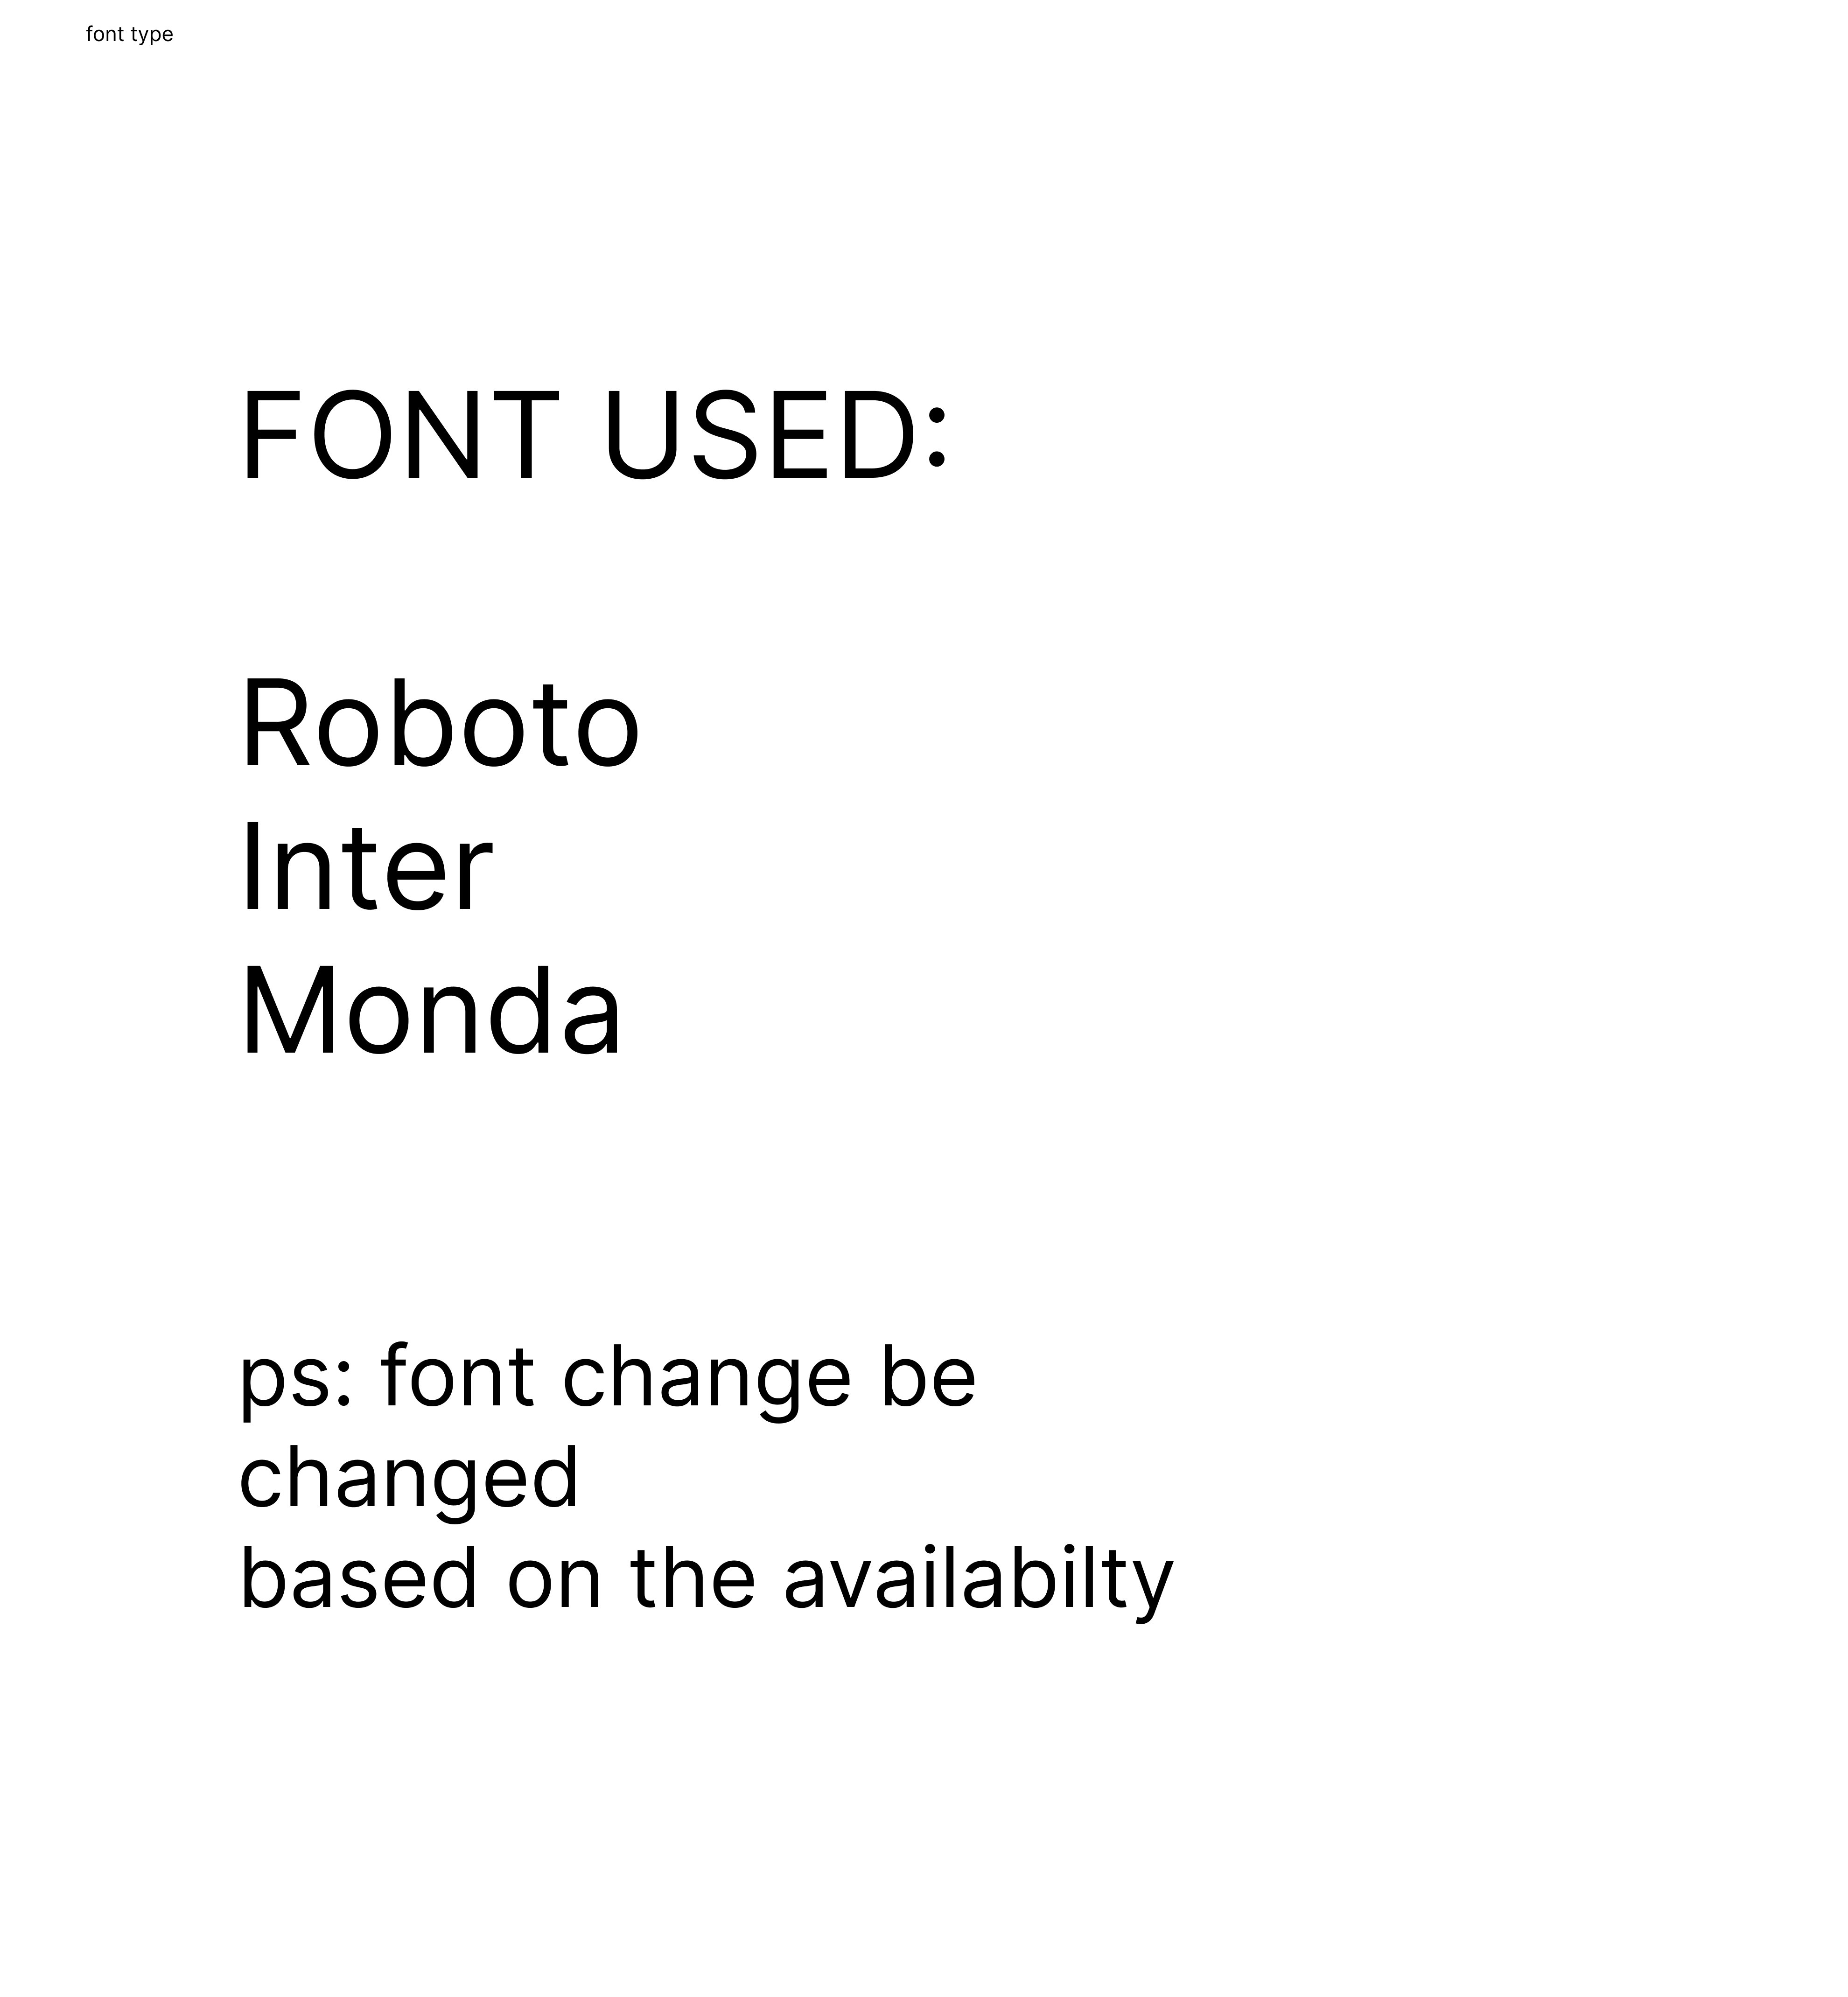 font type
FONT USED:
Roboto
Inter
Monda
ps: font change be
changed
based on the availabilty